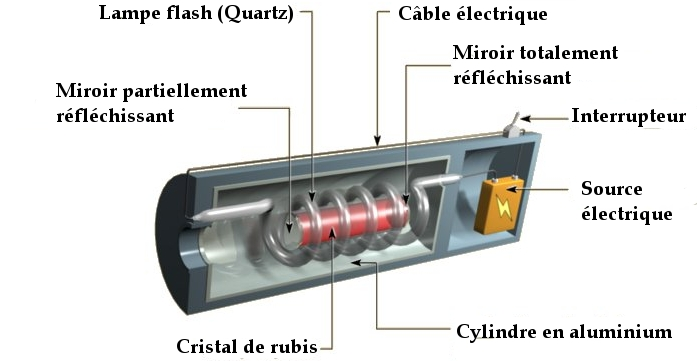 Lampe flash (Quartz)
Câble électrique
Miroir totalement
réfléchissant
Miroir partiellement
réfléchissant
Interrupteur
Source
électrique
Cylindre en aluminium
Cristal de rubis